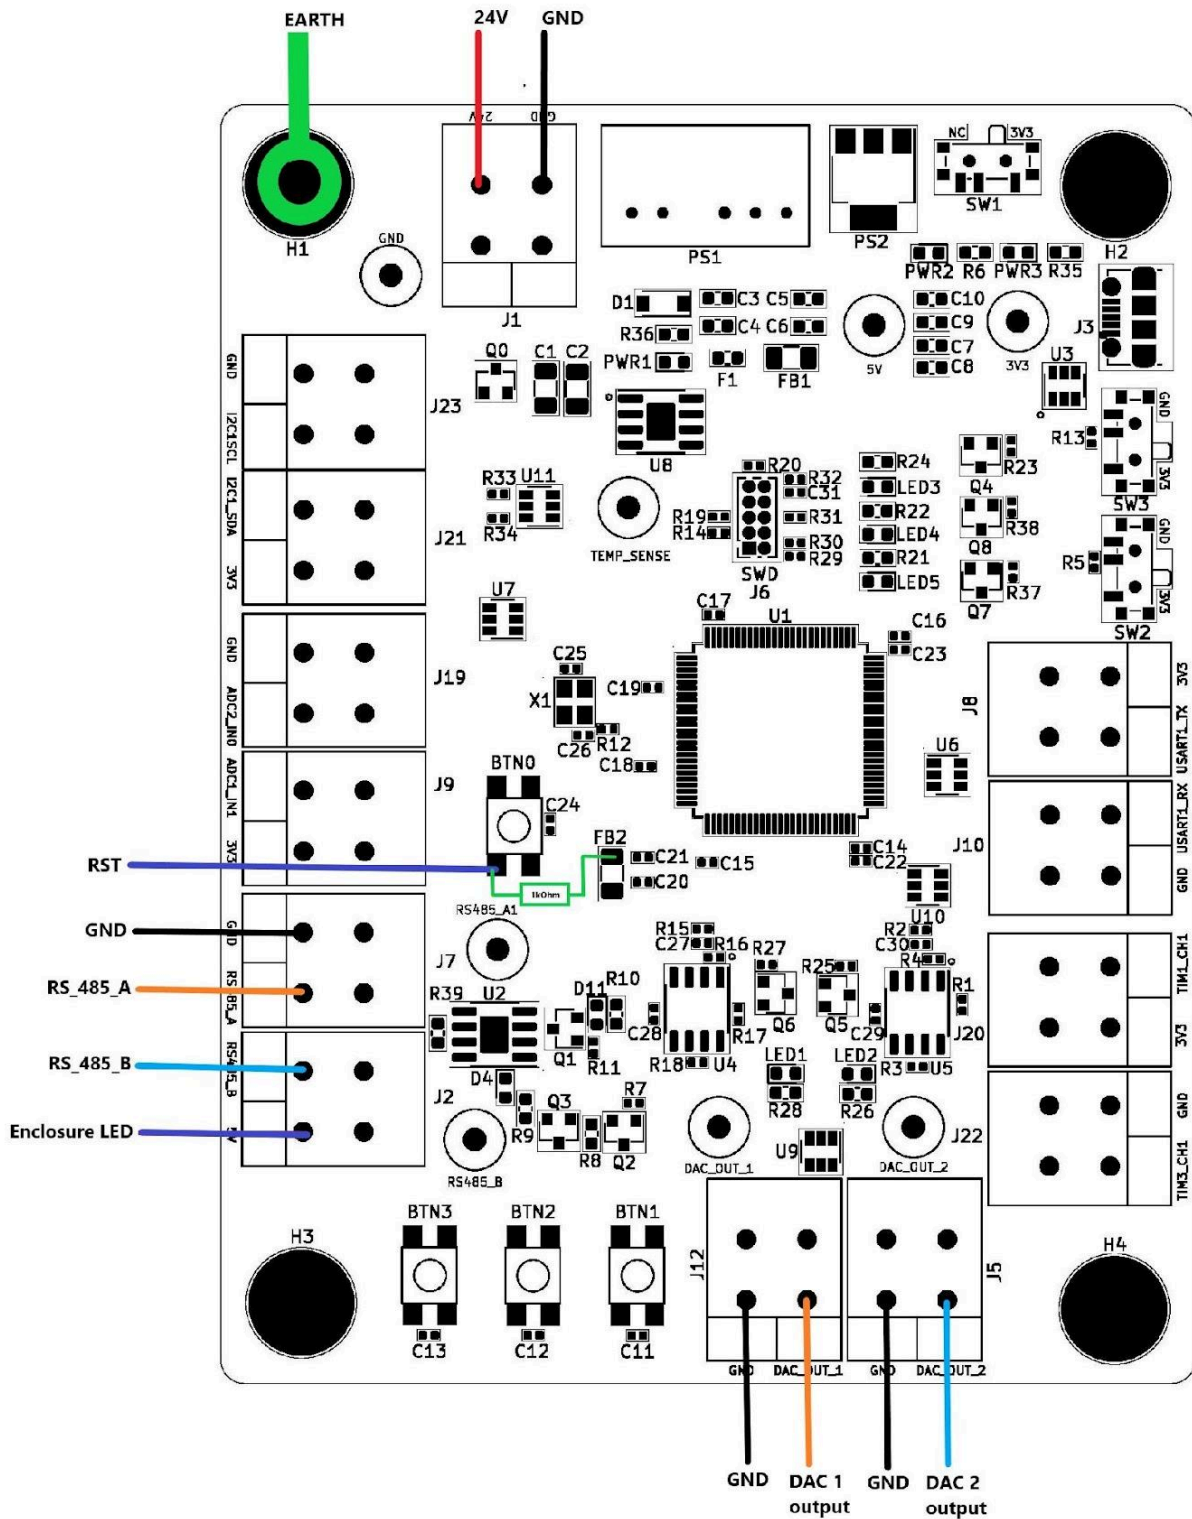 EARTH
24V
GND
24V
GND
NC
3V3
SW1
H1
GND
PS1
PS2
H2
PWR2
R6
PWR3
R35
J1
D1
C3
C5
C10
J3
R36
C4
C6
C9
Q0
C1
C2
PWR1
F1
FB1
5V
C7
C8
3V3
U3
GND
J23
I2C1SCL
U8
R13
GND
3V3
SW3
R20
R24
R23
Q4
R33
U11
R32
C31
LED3
I2C1_SDA
R19
R31
R22
R38
GND
R34
R14
LED4
Q8
J21
TEMP_SENSE
R30
R29
R21
R5
3V3
SWD
J6
LED5
R37
Q7
3V3
SW2
U7
C17
U1
C16
C23
GND
J19
C25
X1
C19
J8
3V3
ADC2_IN0
C26
R12
USART1_TX
BTN0
C18
U6
ADC1_IN1
J9
C24
USART1_RX
FB2
C21
C15
C14
C22
J10
RST
3V3
1kOhm
C20
GND
RS485_A1
U10
GND
GND
R15
C27
R16
R27
R2
C30
R4
R25
TIM1_CH1
J7
RS_485_A
RS485_A
R39
U2
D11
R10
R1
Q1
C28
R17
Q6
Q5
C29
J20
R11
3V3
RS_485_B
RS485_B
R18
U4
LED1
LED2
R3
U5
D4
J2
R9
Q3
R7
R28
R26
GND
Enclosure LED
5V
R8
Q2
U9
J22
RS485_B
DAC_OUT_1
DAC_OUT_2
TIM3_CH1
BTN3
BTN2
BTN1
H3
J12
J5
H4
C13
C12
C11
GND
DAC_OUT_1
GND
DAC_OUT_2
GND
DAC 1
output
GND
DAC 2
output